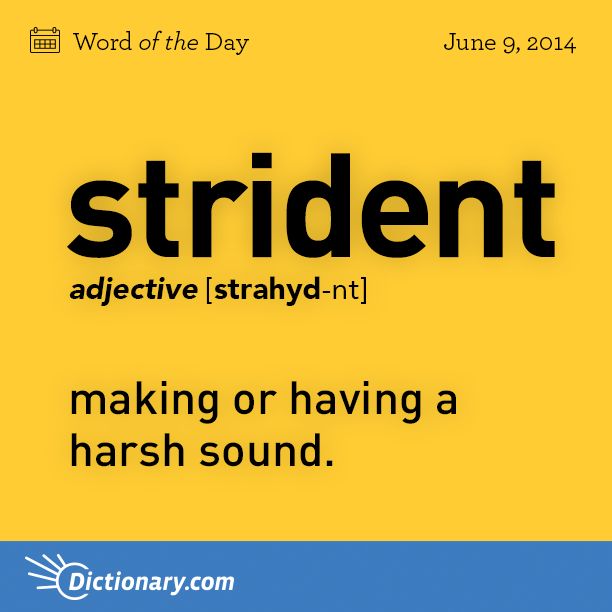 Word of the Day June 9, 2014
strident
adjective [strahyd-nt]
making or having a
harsh sound.
Dictionary.com